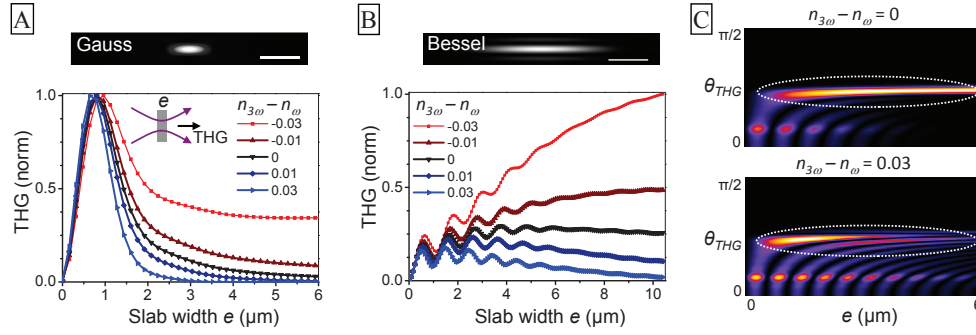 A
Gauss
THG (norm)
1.0
0.5
0.0
e
THG
n3ω − nω
-0.03
-0.01
0
0.01
0.03
0 1 2 3 4 5 6
Slab width e (µm)
B
Bessel
THG (norm)
1.0
0.5
0.0
n3ω − nω
-0.03
-0.01
0
0.01
0.03
0 2 4 6 8 10
Slab width e (µm)
C
n3ω − nω = 0
π/2
θTHG
0
n3ω − nω = 0.03
π/2
θTHG
0
0 6
e (µm)